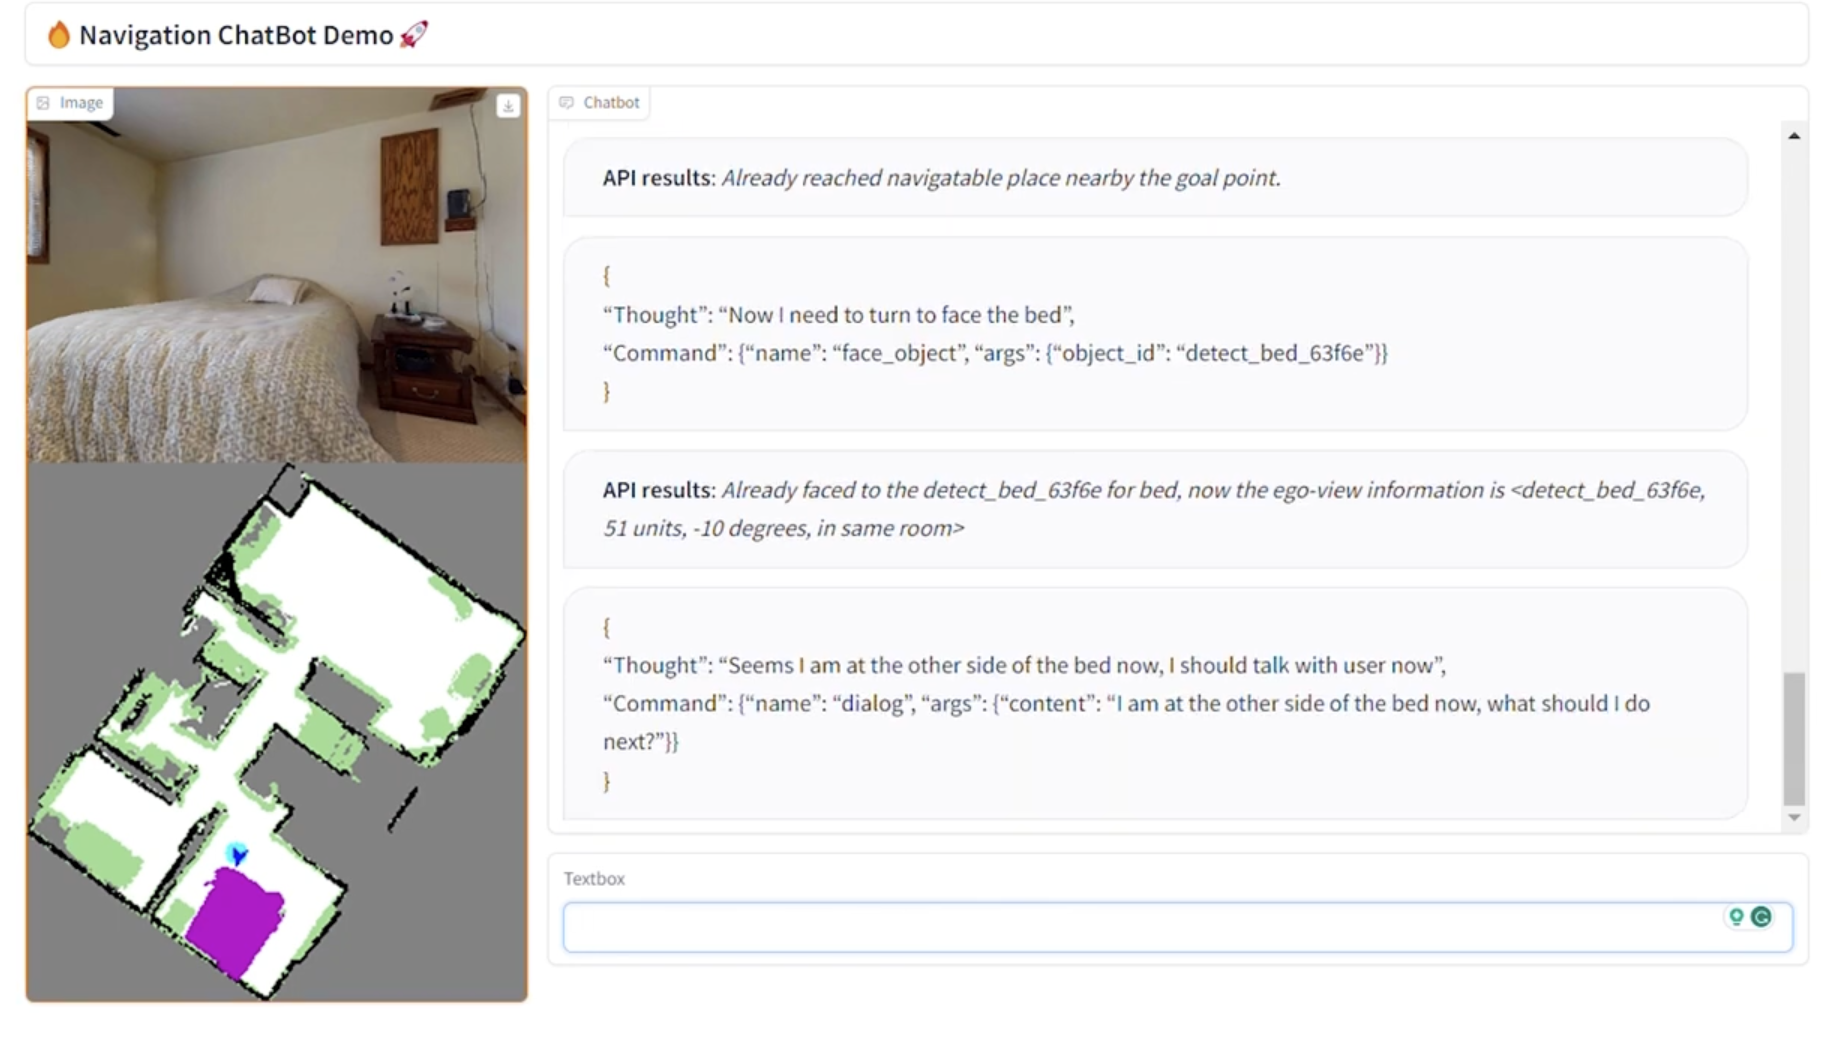 🔥 Navigation ChatBot Demo 🚀
Image
Chatbot
API results: Already reached navigatable place nearby the goal point.
{
“Thought”: “Now I need to turn to face the bed”,
“Command”: {“name”: “face_object”, “args”: {“object_id”: “detect_bed_63f6e”}}
}
API results: Already faced to the detect_bed_63f6e for bed, now the ego-view information is <detect_bed_63f6e,
51 units, -10 degrees, in same room>
{
“Thought”: “Seems I am at the other side of the bed now, I should talk with user now”,
“Command”: {“name”: “dialog”, “args”: {“content”: “I am at the other side of the bed now, what should I do
next?”}}
}
Textbox